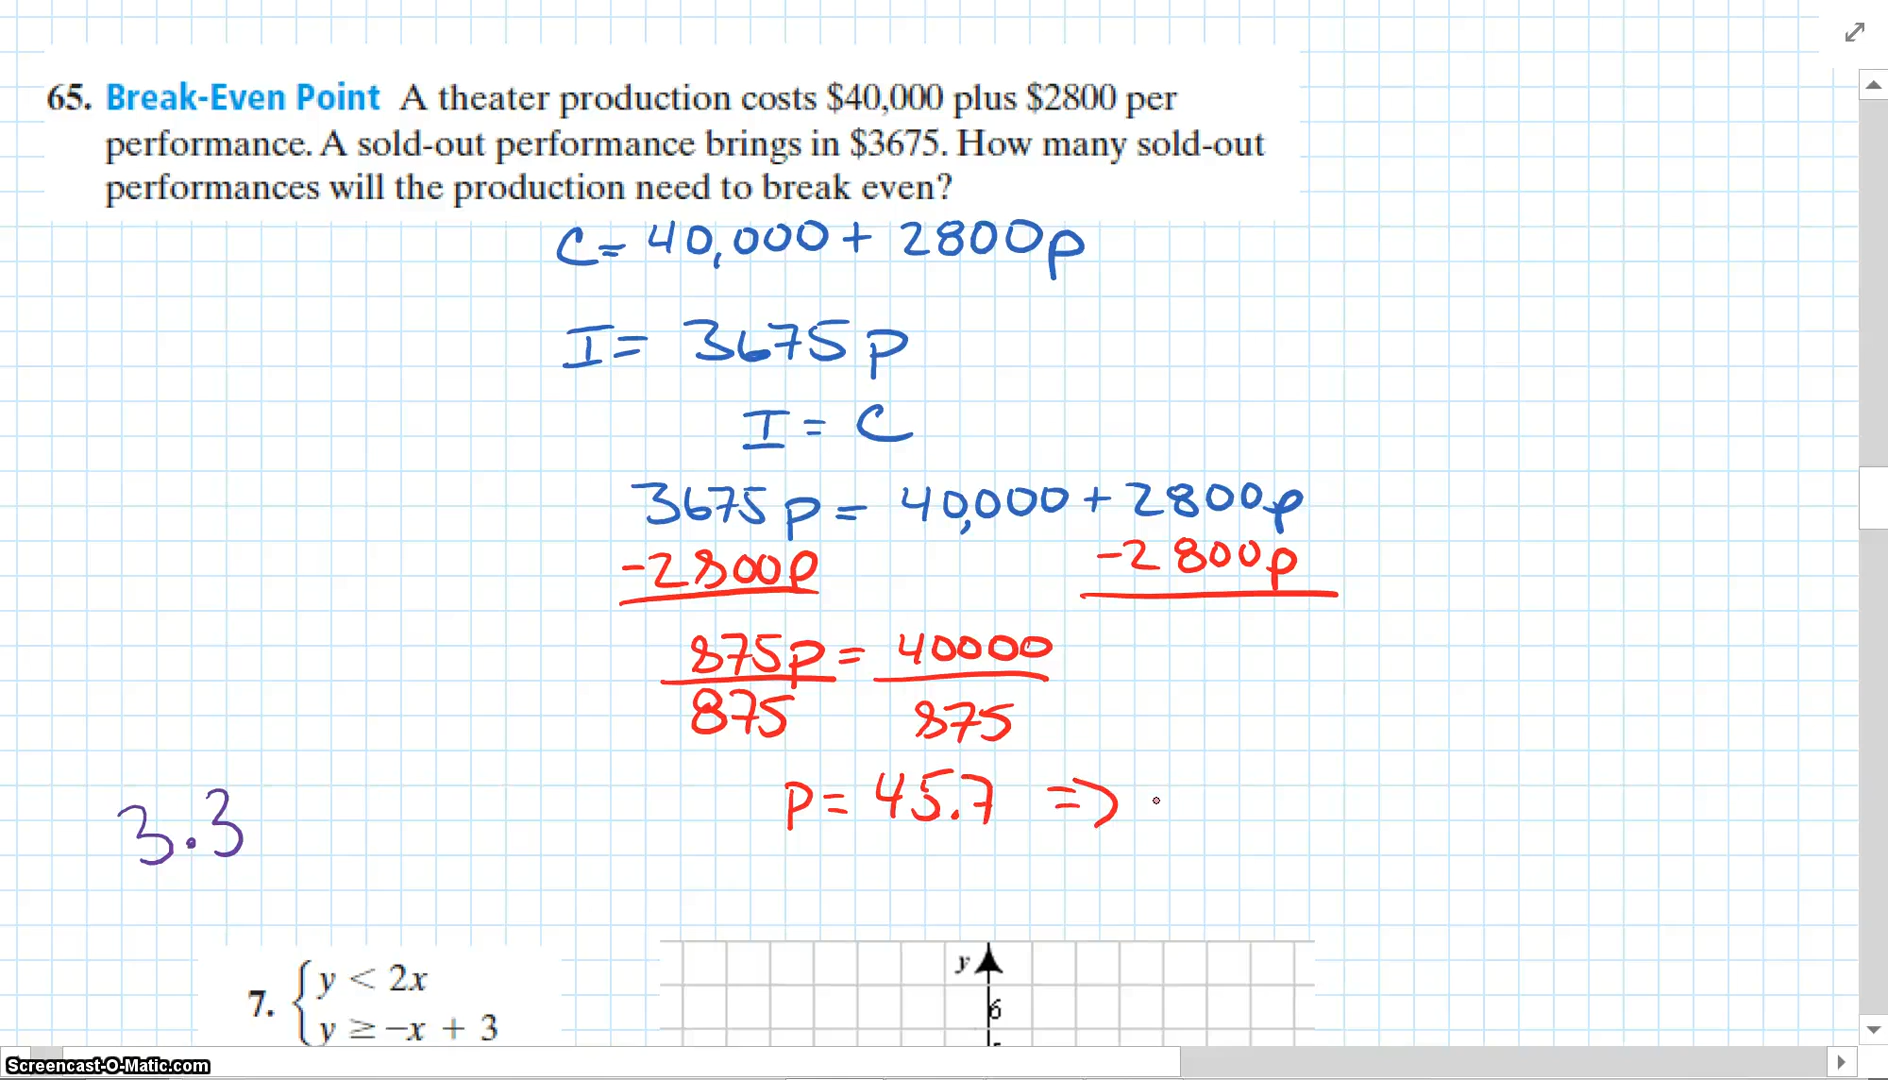 65. Break-Even Point A theater production costs $40,000 plus $2800 per
performance. A sold-out performance brings in $3675. How many sold-out
performances will the production need to break even?
C = 40,000 + 2800p
I = 3675 p
I = C
3675 p = 40,000 + 2800p
-2800p -2800p
875p = 40000
875 875
p = 45.7 =>
3.3
y
7. { y < 2x
6
y ≥ -x + 3
Screencast-O-Matic.com